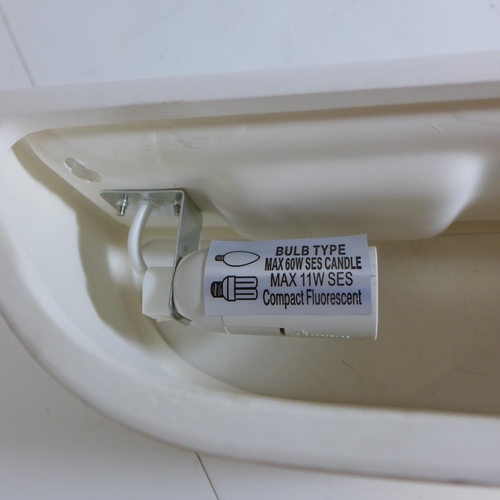 BULB TYPE
MAX 60W SES CANDLE
MAX 11W SES
Compact Fluorescent